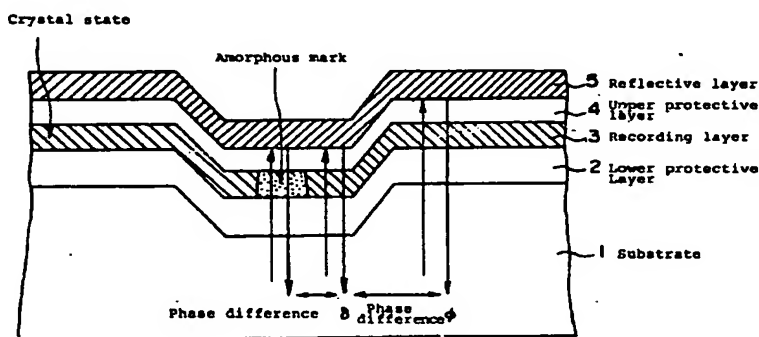 Crystal state
Amorphous mark
5 Reflective layer
4 Upper protective
layer
3 Recording layer
2 Lower protective
Layer
1 Substrate
Phase difference δ Phase
difference φ